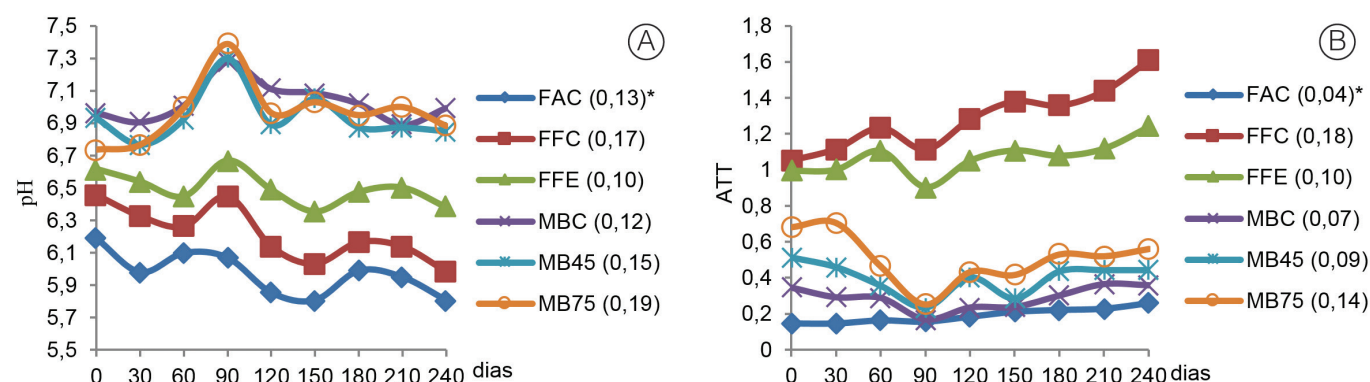 A
pH
7,5
7,3
7,1
6,9
6,7
6,5
6,3
6,1
5,9
5,7
5,5
0 30 60 90 120 150 180 210 240 dias
FAC (0,13)*
FFC (0,17)
FFE (0,10)
MBC (0,12)
MB45 (0,15)
MB75 (0,19)
B
ATT
1,8
1,6
1,4
1,2
1
0,8
0,6
0,4
0,2
0
0 30 60 90 120 150 180 210 240 dias
FAC (0,04)*
FFC (0,18)
FFE (0,10)
MBC (0,07)
MB45 (0,09)
MB75 (0,14)